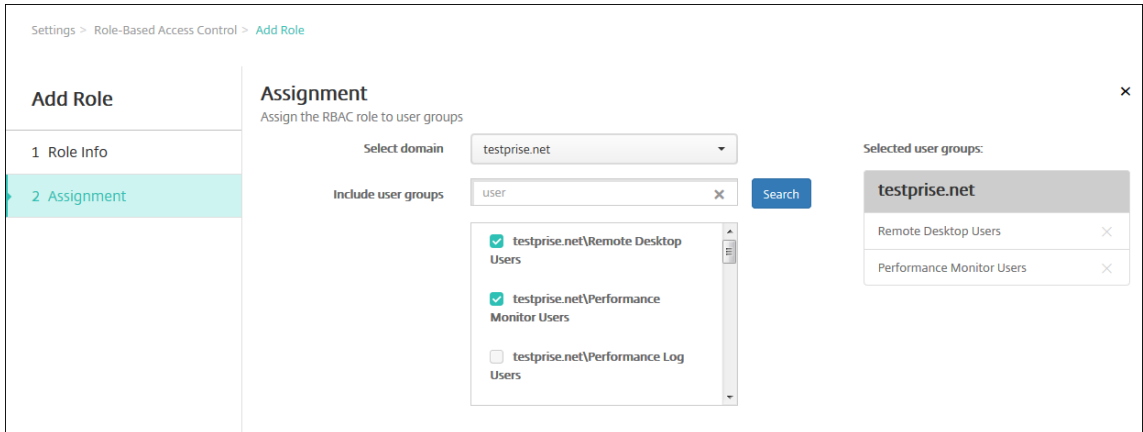 Settings > Role-Based Access Control > Add Role
Add Role
1 Role Info
2 Assignment
Assignment
Assign the RBAC role to user groups
Select domain
testprise.net
Include user groups
user
Search
testprise.net\Remote Desktop
Users
testprise.net\Performance
Monitor Users
testprise.net\Performance Log
Users
Selected user groups:
testprise.net
Remote Desktop Users
Performance Monitor Users